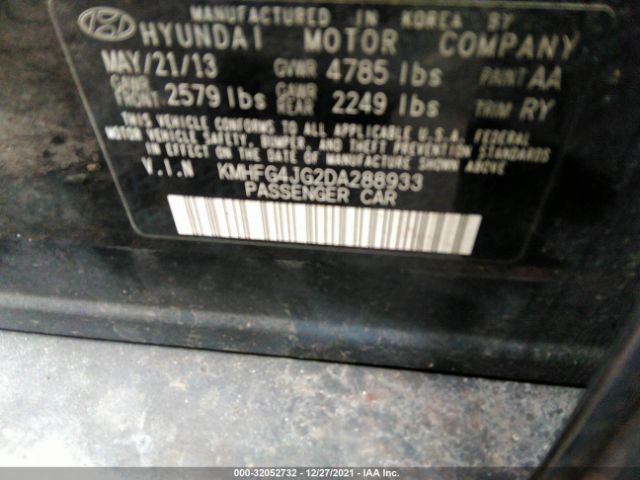 MANUFACTURED IN KOREA BY
HYUNDAI MOTOR COMPANY
MAY/21/13 GVWR 4785 lbs PAINT AA
GAWR FRONT 2579 lbs GAWR REAR 2249 lbs TRIM RY
THIS VEHICLE CONFORMS TO ALL APPLICABLE U.S.A. FEDERAL
MOTOR VEHICLE SAFETY, BUMPER, AND THEFT PREVENTION STANDARDS
IN EFFECT ON THE DATE OF MANUFACTURE SHOWN ABOVE.
V.I.N KMHFG4JG2DA288933
PASSENGER CAR
000-32052732 - 12/27/2021 - IAA Inc.